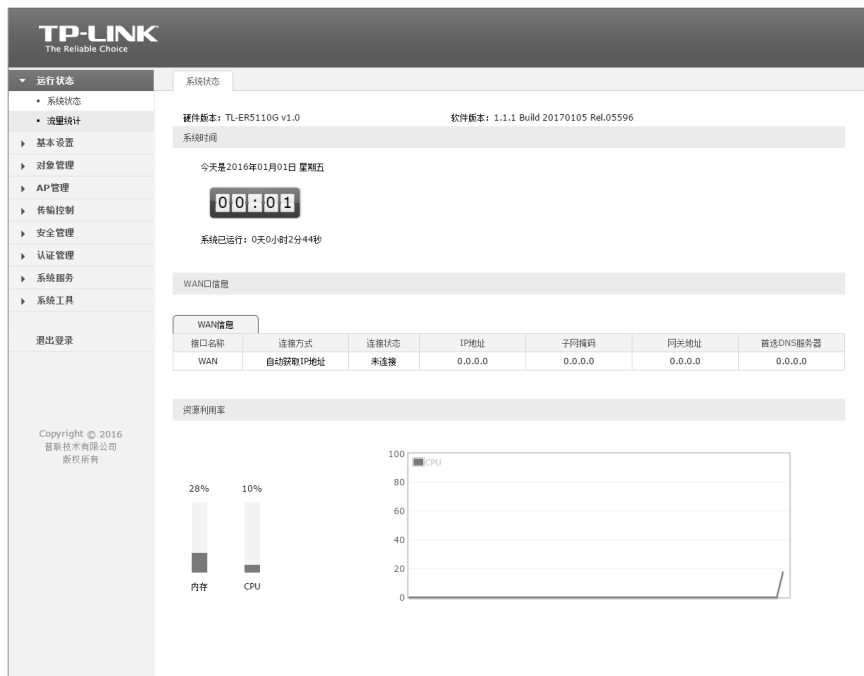 TP-LINK
The Reliable Choice
运行状态
系统状态
流量统计
基本设置
对象管理
AP管理
传输控制
安全管理
认证管理
系统服务
系统工具
退出登录
Copyright © 2016
普联技术有限公司
版权所有
系统状态
硬件版本：TL-ER5110G v1.0 软件版本：1.1.1 Build 20170105 Rel.05596
系统时间
今天是2016年01月01日 星期五
00:01
系统已运行：0天0小时2分44秒
WAN口信息
WAN信息
接口名称 连接方式 连接状态 IP地址 子网掩码 网关地址 首选DNS服务器
WAN 自动获取IP地址 未连接 0.0.0.0 0.0.0.0 0.0.0.0 0.0.0.0
资源利用率
28% 10%
内存 CPU
CPU
100
80
60
40
20
0